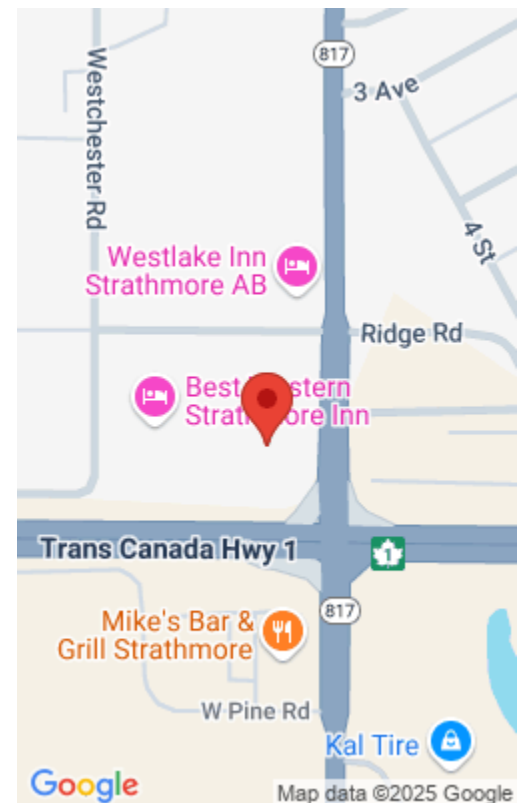 817
3 Ave
Westchester Rd
4 St
Westlake Inn
Strathmore AB
Ridge Rd
Best
Inn
Trans Canada Hwy 1
1
817
Mike's Bar &
Grill Strathmore
W Pine Rd
Kal Tire
Google
Map data ©2025 Google